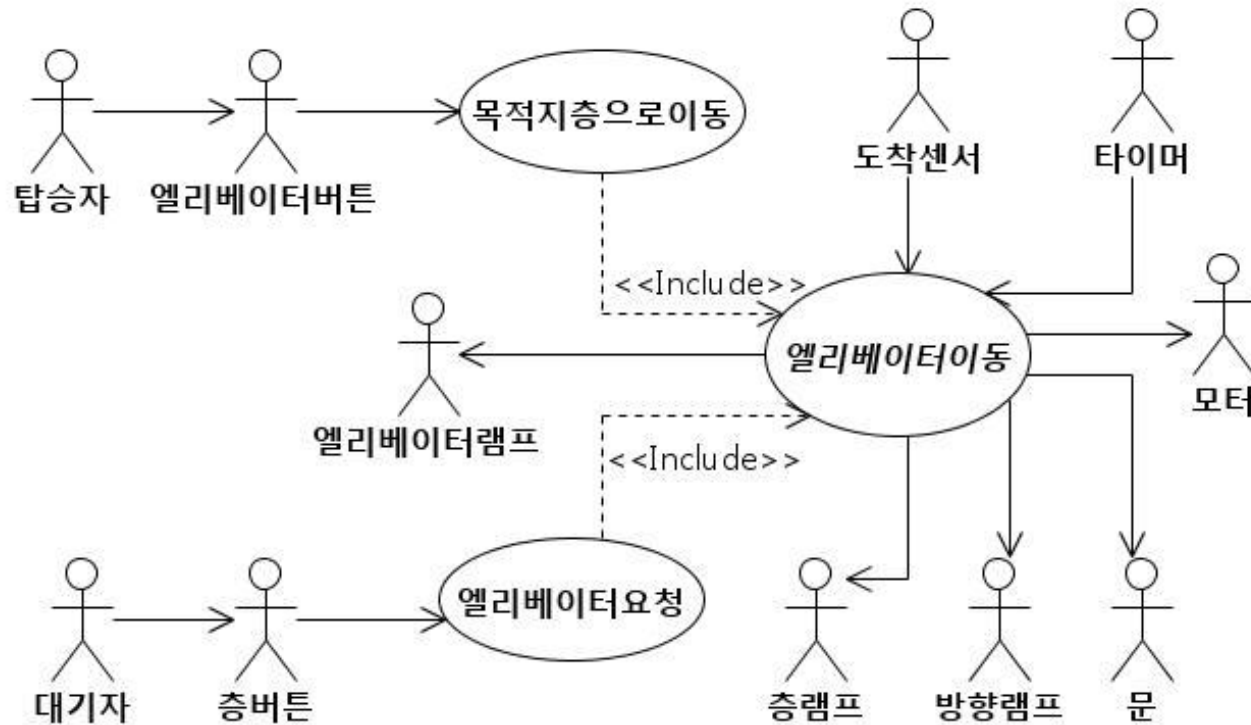 목적지층으로이동
탑승자
엘리베이터버튼
도착센서
타이머
<<Include>>
엘리베이터이동
모터
엘리베이터램프
<<Include>>
엘리베이터요청
대기자
층버튼
층램프
방향램프
문